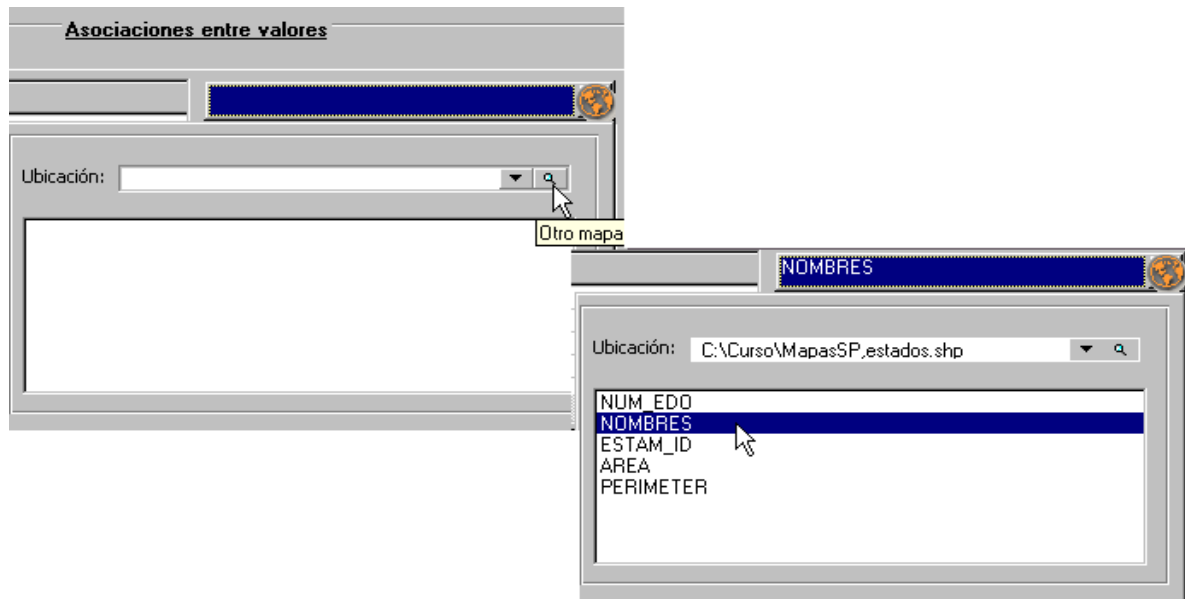 Asociaciones entre valores
Ubicación:
Otro mapa
NOMBRES
Ubicación: C:\Curso\MapasSP,estados.shp
NUM_EDO
NOMBRES
ESTAM_ID
AREA
PERIMETER